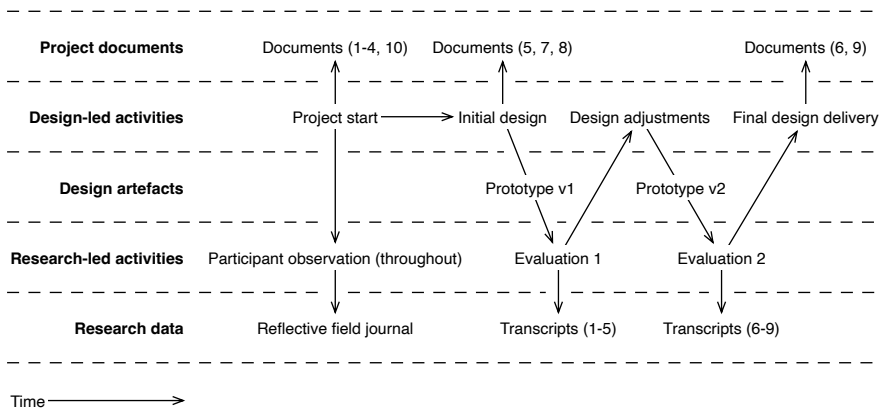 Project documents Documents (1-4, 10) Documents (5, 7, 8) Documents (6, 9)
Design-led activities Project start Initial design Design adjustments Final design delivery
Design artefacts Prototype v1 Prototype v2
Research-led activities Participant observation (throughout) Evaluation 1 Evaluation 2
Research data Reflective field journal Transcripts (1-5) Transcripts (6-9)
Time